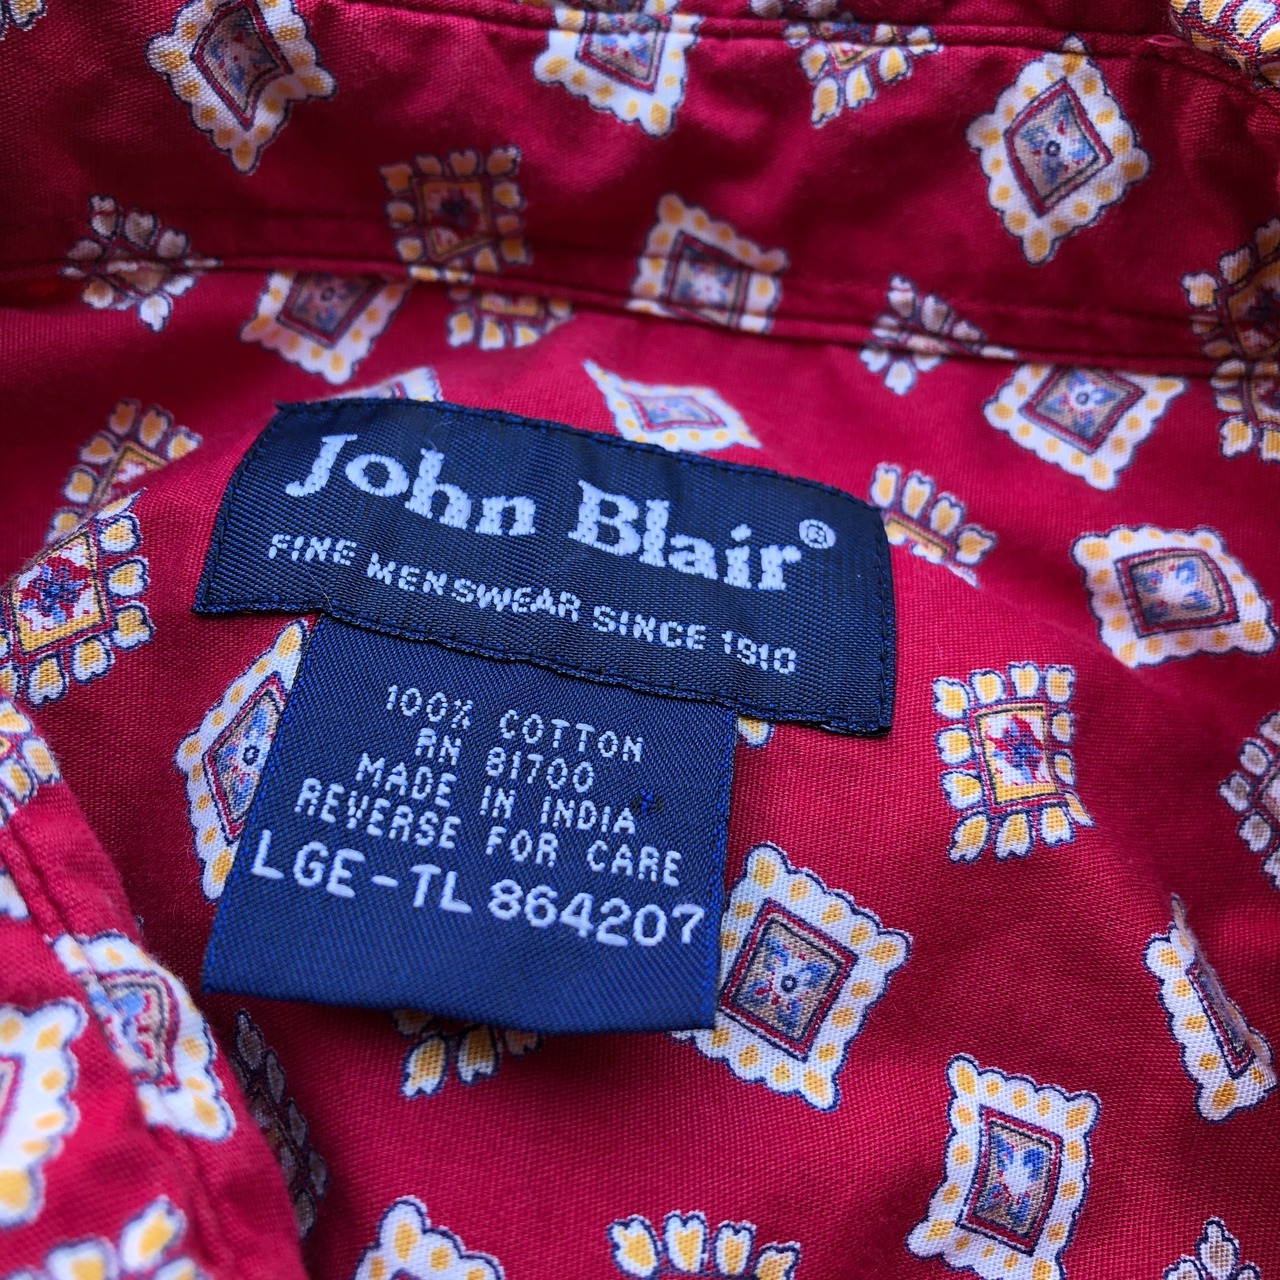 John Blair®
FINE MENSWEAR SINCE 1910
100% COTTON
RN 81700
MADE IN INDIA
REVERSE FOR CARE
LGE-TL 864207